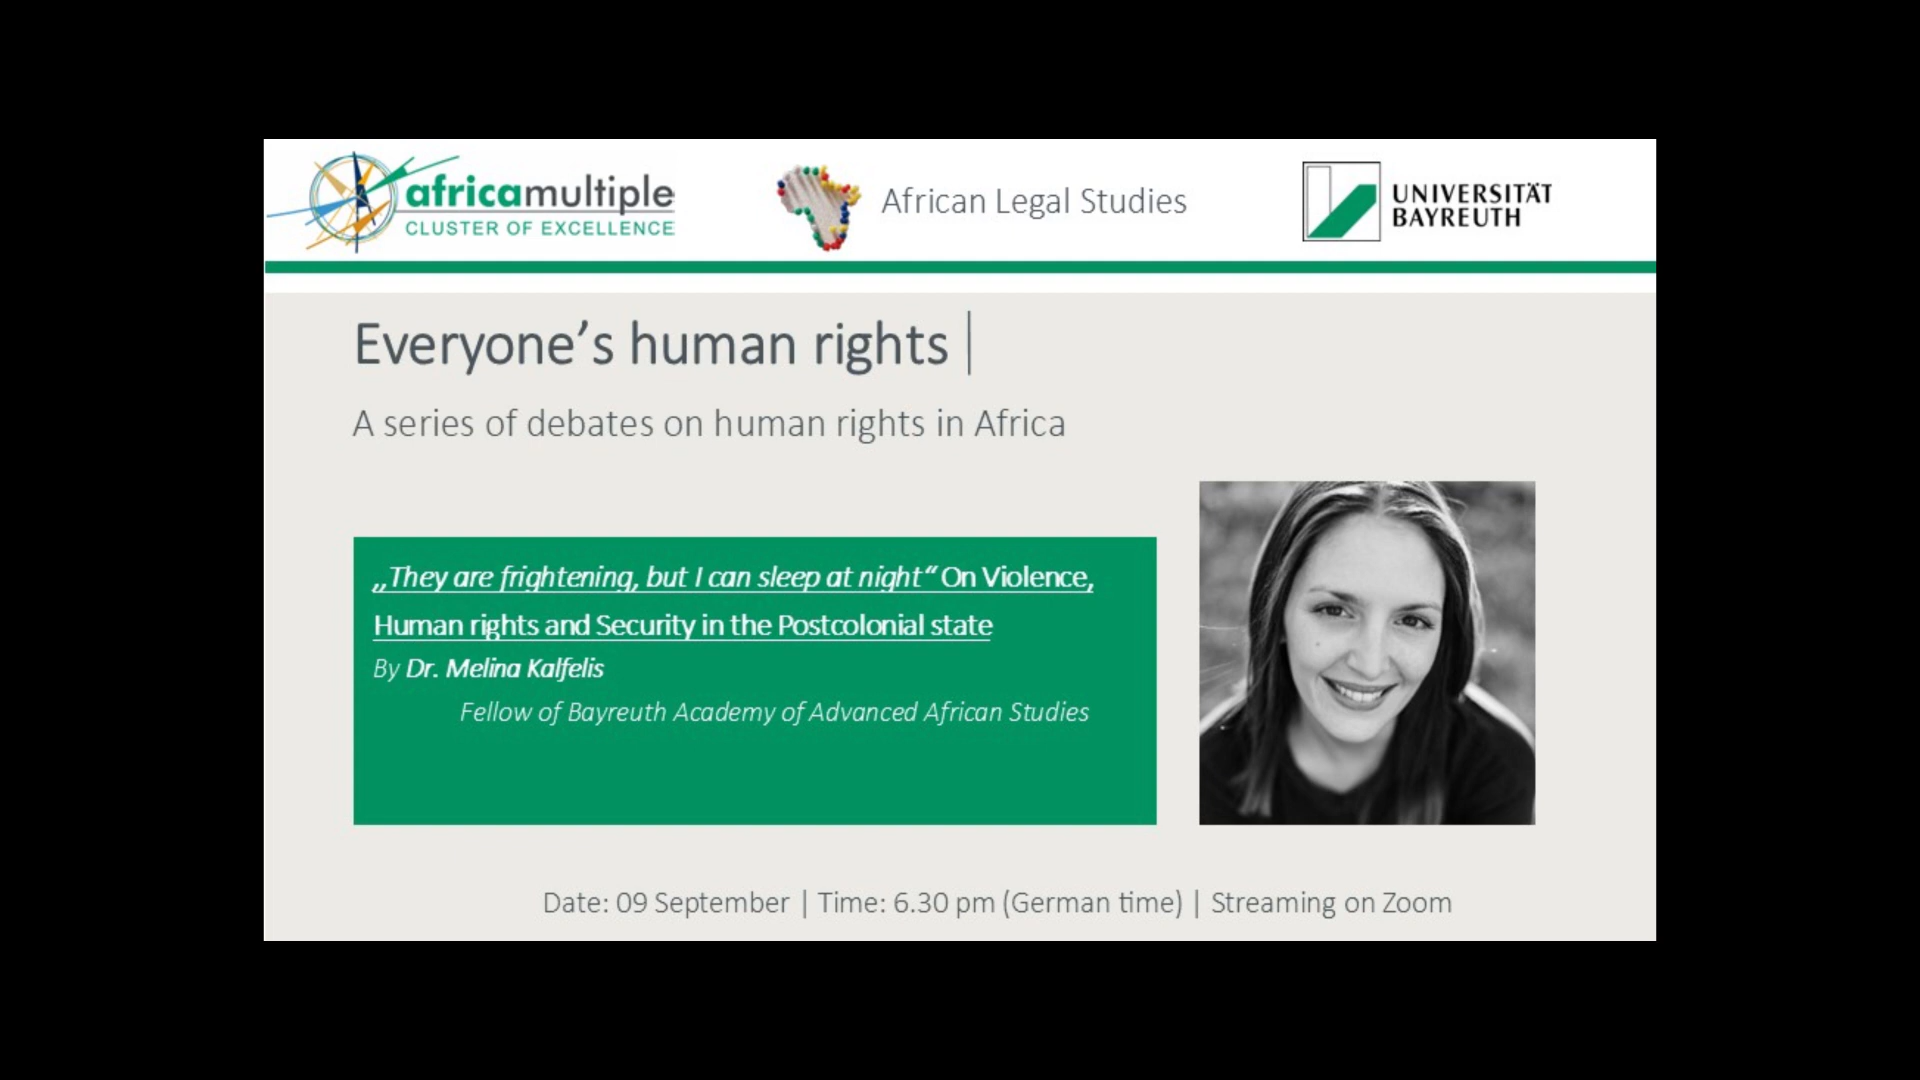 africamultiple
CLUSTER OF EXCELLENCE
African Legal Studies
UNIVERSITÄT
BAYREUTH
Everyone’s human rights |
A series of debates on human rights in Africa
„They are frightening, but I can sleep at night“ On Violence,
Human rights and Security in the Postcolonial state
By Dr. Melina Kalfelis
Fellow of Bayreuth Academy of Advanced African Studies
Date: 09 September | Time: 6.30 pm (German time) | Streaming on Zoom